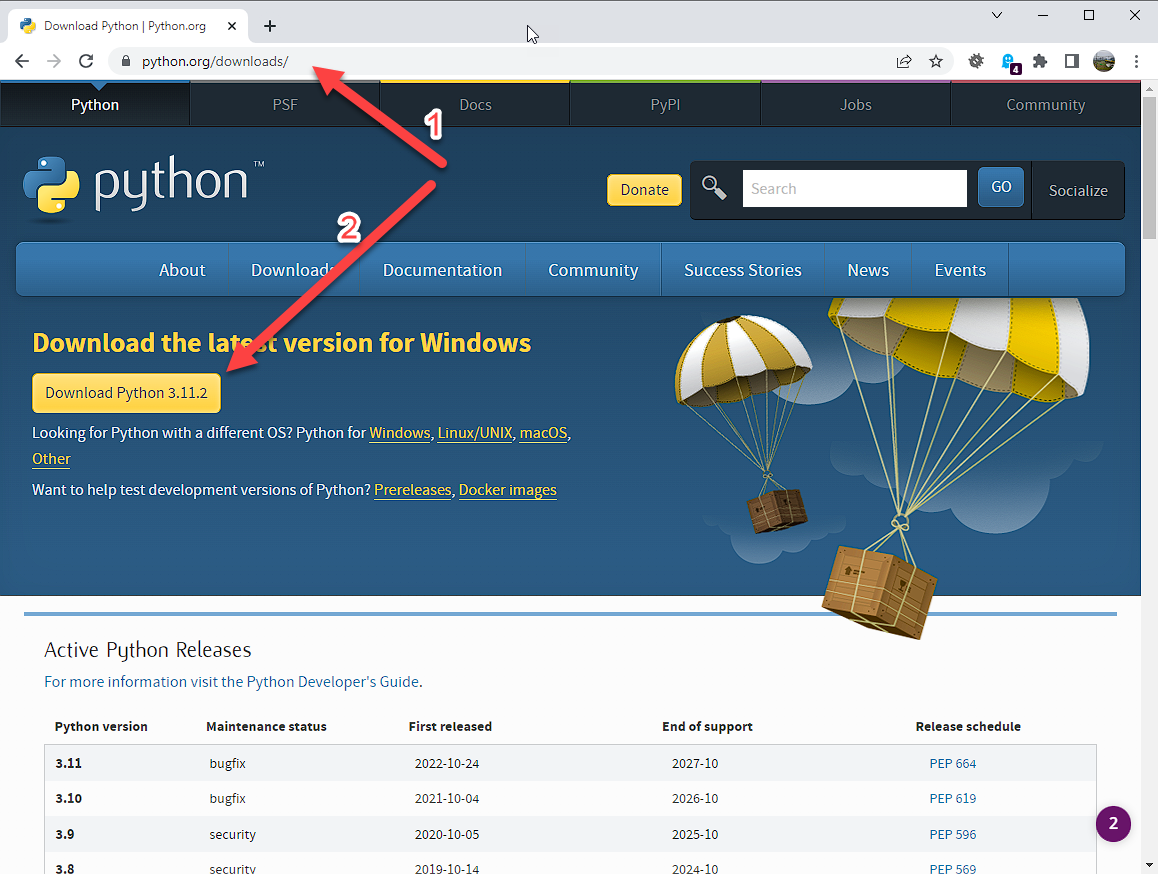 Download Python | Python.org
python.org/downloads/
4
Python PSF Docs PyPI Jobs Community
1
python™
Donate Search GO Socialize
2
About Downloads Documentation Community Success Stories News Events
Download the latest version for Windows
Download Python 3.11.2
Looking for Python with a different OS? Python for Windows, Linux/UNIX, macOS,
Other
Want to help test development versions of Python? Prereleases, Docker images
Active Python Releases
For more information visit the Python Developer's Guide.
Python version Maintenance status First released End of support Release schedule
3.11 bugfix 2022-10-24 2027-10 PEP 664
3.10 bugfix 2021-10-04 2026-10 PEP 619
2
3.9 security 2020-10-05 2025-10 PEP 596
3.8 security 2019-10-14 2024-10 PEP 569